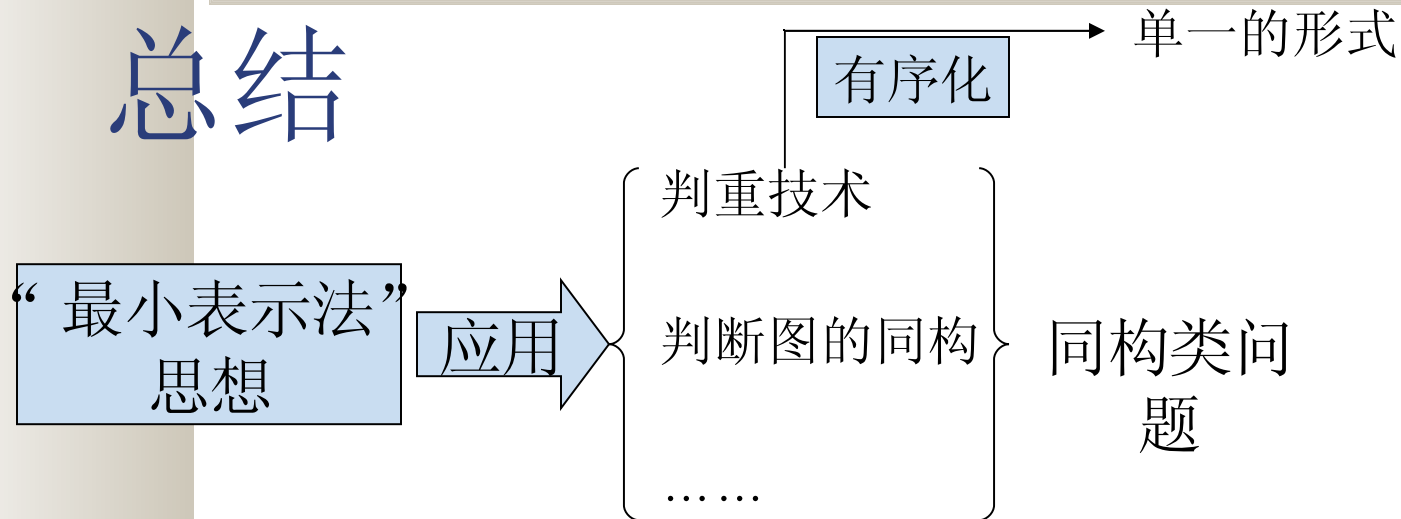 总结
单一的形式
有序化
判重技术
“ 最小表示法”
思想
应用
判断图的同构
同构类问
题
……